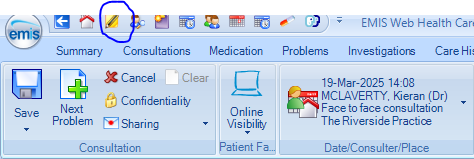 EMIS Web Health Care
emis
Summary Consultations Medication Problems Investigations Care His
Save
Next
Problem
Cancel Clear
Confidentiality
Sharing
Consultation
Online
Visibility
Patient Fa...
19-Mar-2025 14:08
MCLAVERTY, Kieran (Dr)
Face to face consultation
The Riverside Practice
Date/Consulter/Place